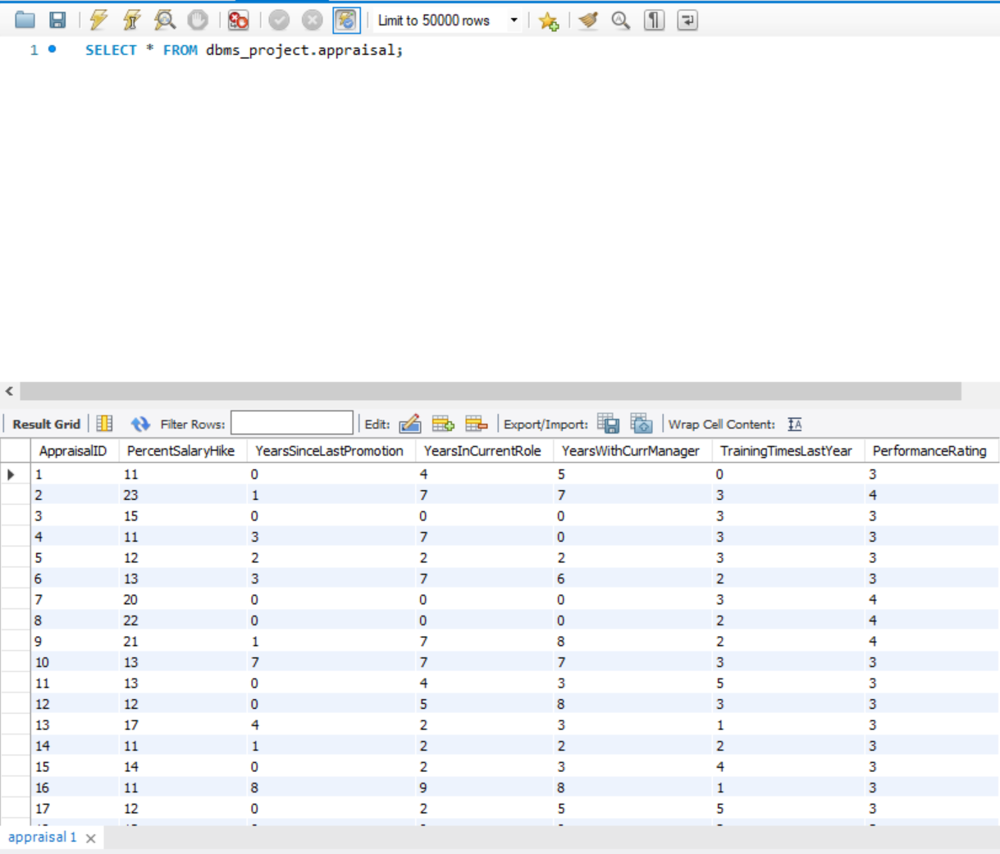 Limit to 50000 rows
1 SELECT * FROM dbms_project.appraisal;
Result Grid Filter Rows: Edit: Export/Import: Wrap Cell Content:
AppraisalID PercentSalaryHike YearsSinceLastPromotion YearsInCurrentRole YearsWithCurrManager TrainingTimesLastYear PerformanceRating
1 11 0 4 5 0 3
2 23 1 7 7 3 4
3 15 0 0 0 3 3
4 11 3 7 0 3 3
5 12 2 2 2 3 3
6 13 3 7 6 2 3
7 20 0 0 0 3 4
8 22 0 0 0 2 4
9 21 1 7 8 2 4
10 13 7 7 7 3 3
11 13 0 4 3 5 3
12 12 0 5 8 3 3
13 17 4 2 3 1 3
14 11 1 2 2 2 3
15 14 0 2 3 4 3
16 11 8 9 8 1 3
17 12 0 2 5 5 3
appraisal 1